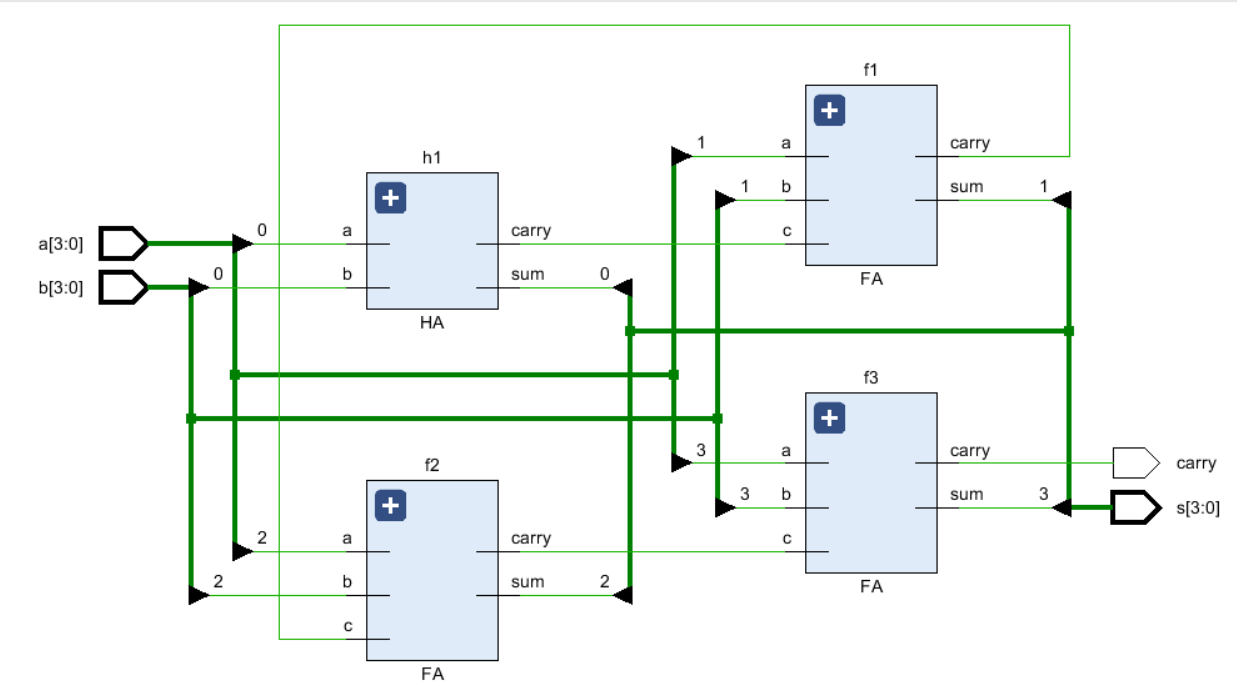 f1
1 a carry
h1
1 b sum 1
a[3:0] 0 a carry c
b[3:0] 0 b sum 0
FA
HA
f3
3 a carry carry
f2
3 b sum 3 s[3:0]
2 a carry c
2 b sum 2
FA
c
FA